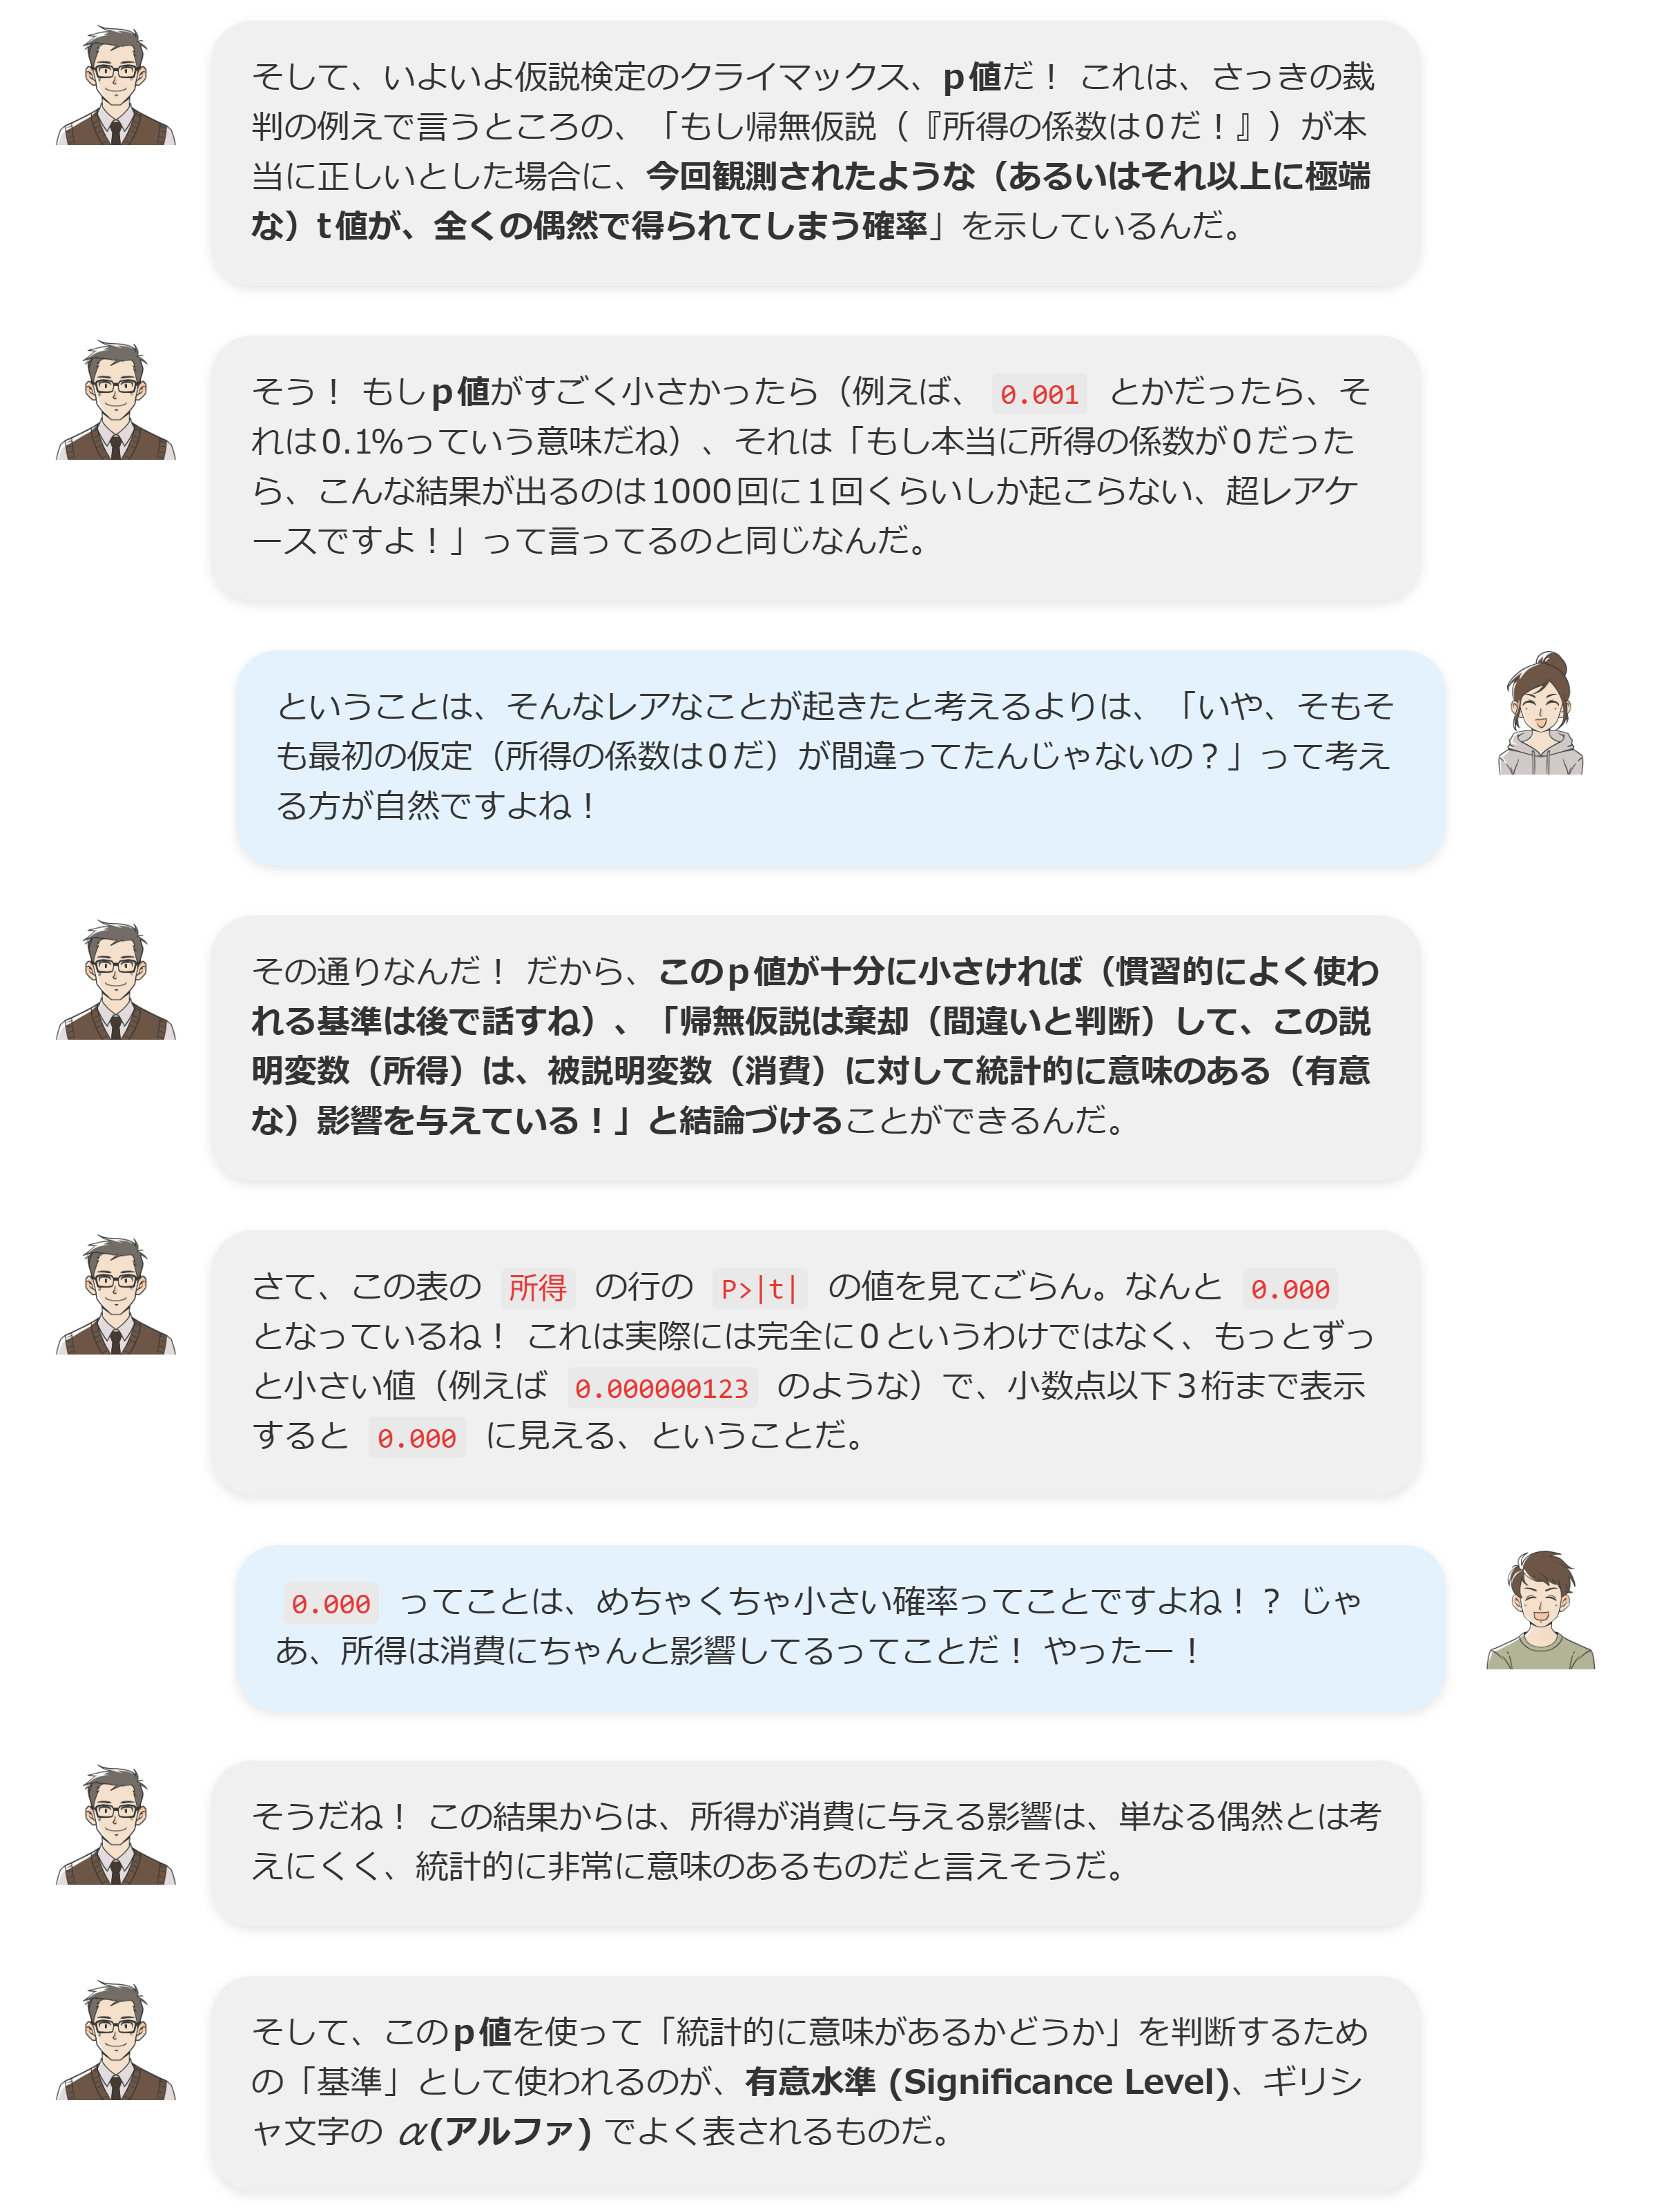 そして、いよいよ仮説検定のクライマックス、p値だ! これは、さっきの裁
判の例えで言うところの、「もし帰無仮説(『所得の係数は0だ!』)が本
当に正しいとした場合に、今回観測されたような(あるいはそれ以上に極端
な)t値が、全くの偶然で得られてしまう確率」を示しているんだ。
そう! もしp値がすごく小さかったら(例えば、 0.001 とかだったら、そ
れは0.1%っていう意味だね)、それは「もし本当に所得の係数が0だった
ら、こんな結果が出るのは1000回に1回くらいしか起こらない、超レアケ
ースですよ!」って言ってるのと同じなんだ。
ということは、そんなレアなことが起きたと考えるよりは、「いや、そもそ
も最初の仮定(所得の係数は0だ)が間違ってたんじゃないの?」って考え
る方が自然ですよね!
その通りなんだ! だから、このp値が十分に小さければ(慣習的によく使わ
れる基準は後で話すね)、「帰無仮説は棄却(間違いと判断)して、この説
明変数(所得)は、被説明変数(消費)に対して統計的に意味のある(有意
な)影響を与えている!」と結論づけることができるんだ。
さて、この表の 所得 の行の P>|t| の値を見てごらん。なんと 0.000
となっているね! これは実際には完全に0というわけではなく、もっとずっ
と小さい値(例えば 0.000000123 のような)で、小数点以下3桁まで表示
すると 0.000 に見える、ということだ。
0.000 ってことは、めちゃくちゃ小さい確率ってことですよね!? じゃ
あ、所得は消費にちゃんと影響してるってことだ! やったー!
そうだね! この結果からは、所得が消費に与える影響は、単なる偶然とは考
えにくく、統計的に非常に意味のあるものだと言えそうだ。
そして、このp値を使って「統計的に意味があるかどうか」を判断するため
の「基準」として使われるのが、有意水準 (Significance Level)、ギリシ
ャ文字の α(アルファ) でよく表されるものだ。